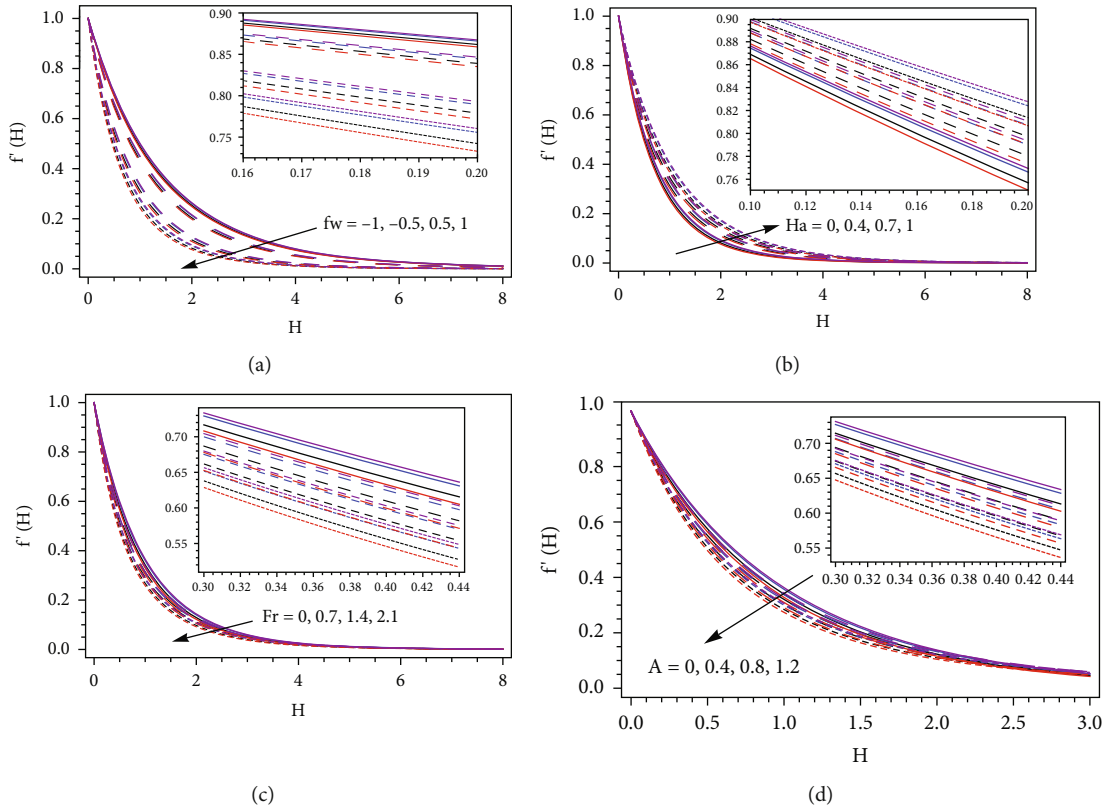 1.0
0.8
0.6
0.4
0.2
0.0
f' (H)
0 2 4 6 8
H
0.90
0.85
0.80
0.75
0.16 0.17 0.18 0.19 0.20
fw = −1, −0.5, 0.5, 1
(a)
1.0
0.8
0.6
0.4
0.2
0.0
f' (H)
0 2 4 6 8
H
0.90
0.88
0.86
0.84
0.82
0.80
0.78
0.76
0.10 0.12 0.14 0.16 0.18 0.20
Ha = 0, 0.4, 0.7, 1
(b)
1.0
0.8
0.6
0.4
0.2
0.0
f' (H)
0 2 4 6 8
H
0.70
0.65
0.60
0.55
0.30 0.32 0.34 0.36 0.38 0.40 0.42 0.44
Fr = 0, 0.7, 1.4, 2.1
(c)
1.0
0.8
0.6
0.4
0.2
0.0
f' (H)
0.0 0.5 1.0 1.5 2.0 2.5 3.0
H
0.70
0.65
0.60
0.55
0.30 0.32 0.34 0.36 0.38 0.40 0.42 0.44
A = 0, 0.4, 0.8, 1.2
(d)